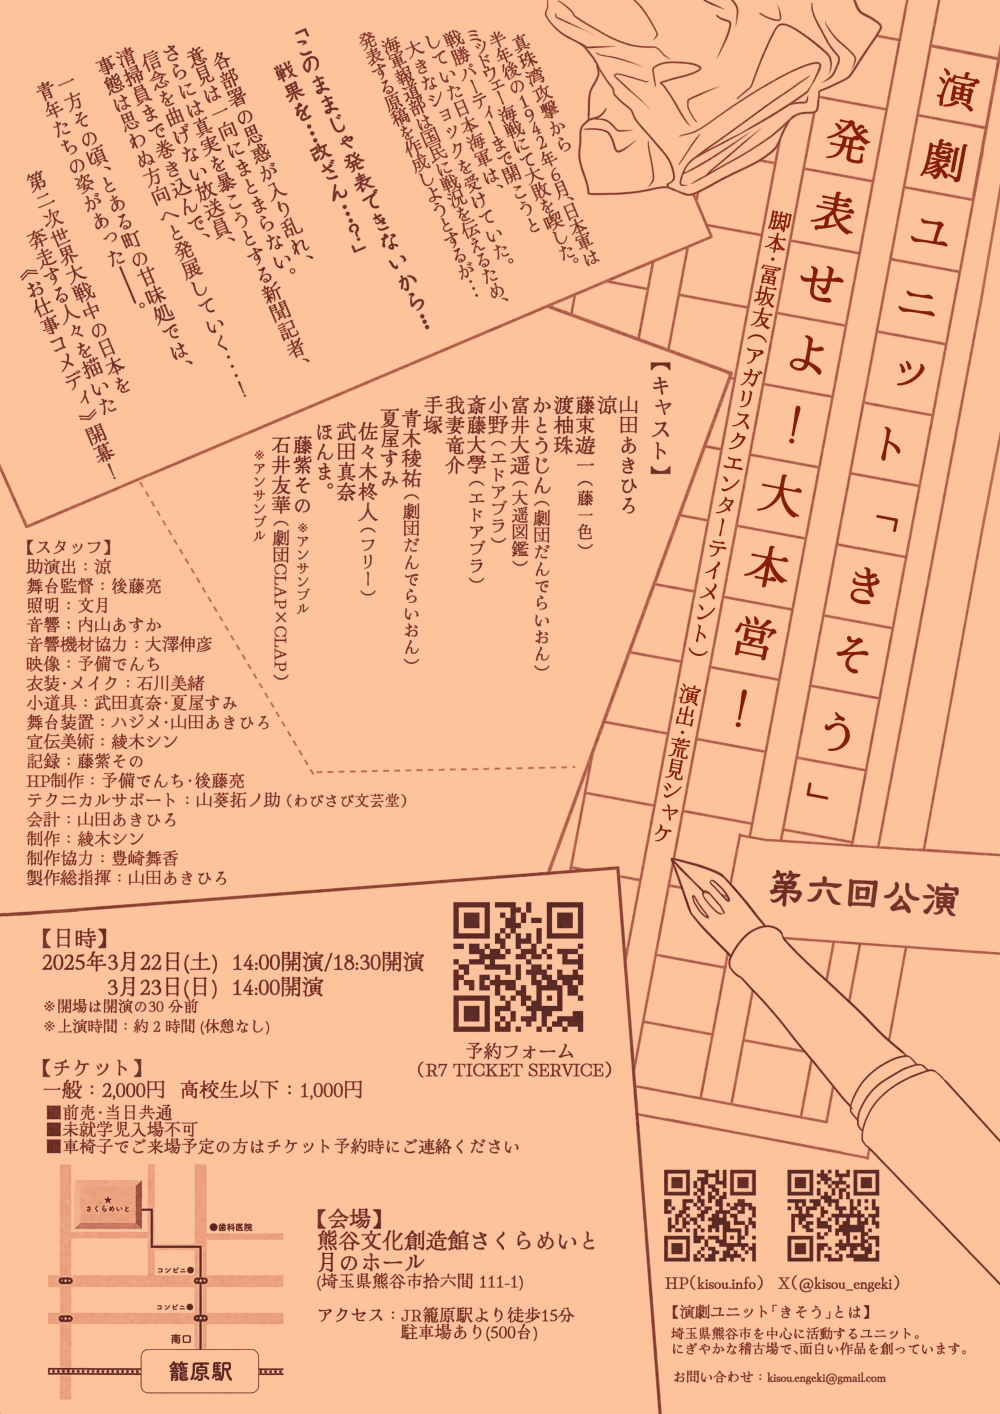 演劇ユニット「きそう」
発表せよ！大本営！
脚本・冨坂友（アガリスクエンターテイメント）　演出・荒見シャケ
第六回公演
真珠湾攻撃から
半年後の1942年6月、日本軍は
ミッドウェー海戦にて大敗を喫した。
戦勝パーティーまで開こうと
していた日本海軍は、
大きなショックを受けていた。
海軍報道部は国民に戦況を伝えるため、
発表する原稿を作成しようとするが…
「このままじゃ発表できないから…
戦果を…改ざん…？」
各部署の思惑が入り乱れ、
意見は一向にまとまらない。
さらには真実を暴こうとする新聞記者、
信念を曲げない放送員、
清掃員まで巻き込んで、
事態は思わぬ方向へと発展していく…！
一方その頃、とある町の甘味処では、
青年たちの姿があった――。
第二次世界大戦中の日本を
奔走する人々を描いた
《お仕事コメディ》開幕！
【キャスト】
山田あきひろ
涼
藤東遊一（藤一色）
渡柚珠
かとうじん（劇団だんでらいおん）
富井大遥（大遥図鑑）
小野（エドアブラ）
斎藤大學（エドアブラ）
我妻竜介
手塚
青木稜祐（劇団だんでらいおん）
夏屋すみ
佐々木柊人（フリー）
武田真奈
ほんま。
藤紫その ※アンサンブル
石井友華（劇団CLAP×CLAP）
※アンサンブル
【スタッフ】
助演出：涼
舞台監督：後藤亮
照明：文月
音響：内山あすか
音響機材協力：大澤伸彦
映像：予備でんち
衣装・メイク：石川美緒
小道具：武田真奈・夏屋すみ
舞台装置：ハジメ・山田あきひろ
宣伝美術：綾木シン
記録：藤紫その
HP制作：予備でんち・後藤亮
テクニカルサポート：山葵拓ノ助（わびさび文芸堂）
会計：山田あきひろ
制作：綾木シン
制作協力：豊崎舞香
製作総指揮：山田あきひろ
【日時】
2025年3月22日(土) 14:00開演/18:30開演
3月23日(日) 14:00開演
※開場は開演の30分前
※上演時間：約2時間(休憩なし)
予約フォーム
（R7 TICKET SERVICE）
【チケット】
一般：2,000円 高校生以下：1,000円
■前売・当日共通
■未就学児入場不可
■車椅子でご来場予定の方はチケット予約時にご連絡ください
★
さくらめいと
●歯科医院
コンビニ●
コンビニ●
南口
籠原駅
【会場】
熊谷文化創造館さくらめいと
月のホール
(埼玉県熊谷市拾六間 111-1)
アクセス：JR籠原駅より徒歩15分
駐車場あり(500台)
HP（kisou.info）　X（@kisou_engeki）
【演劇ユニット「きそう」とは】
埼玉県熊谷市を中心に活動するユニット。
にぎやかな稽古場で、面白い作品を創っています。
お問い合わせ：kisou.engeki@gmail.com